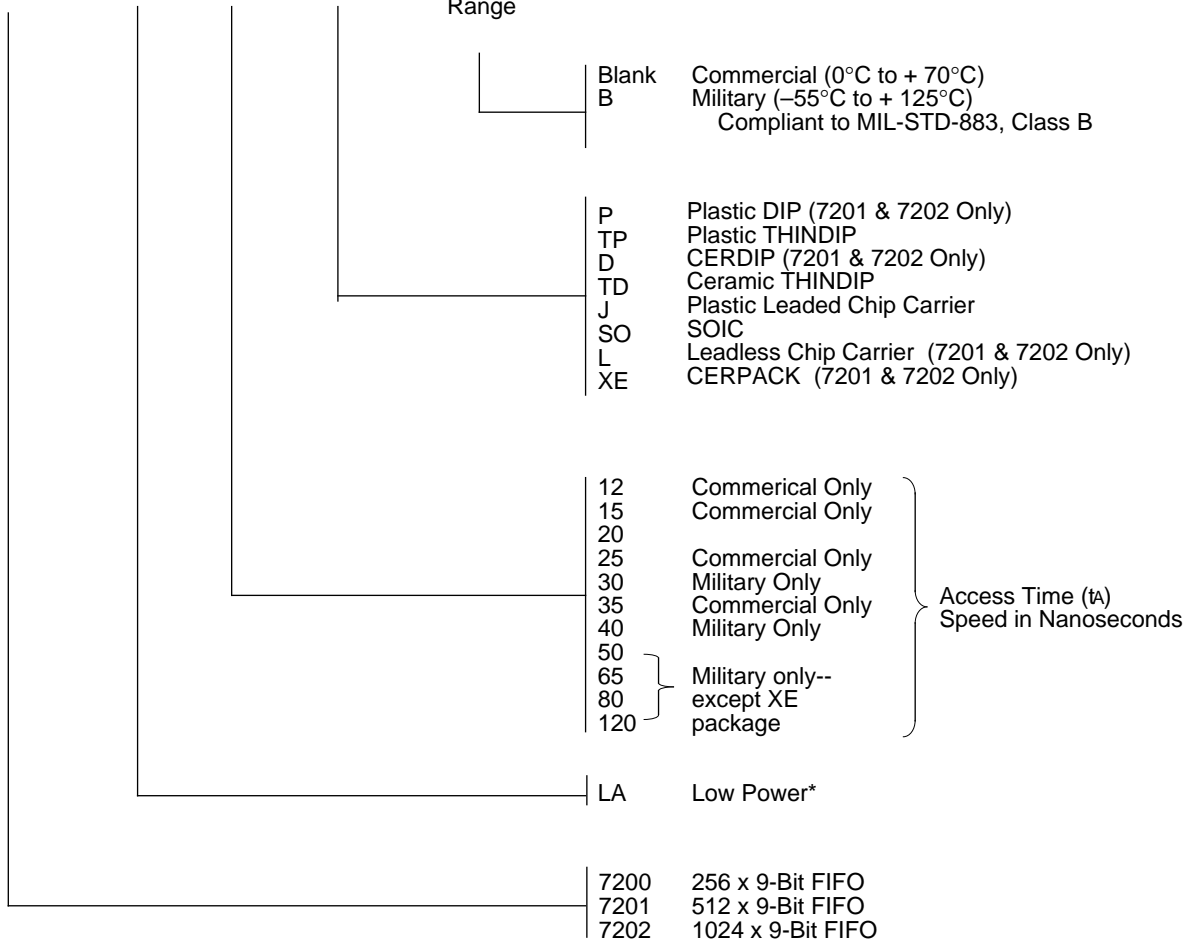 Range
Blank Commercial (0°C to + 70°C)
B Military (–55°C to + 125°C)
Compliant to MIL-STD-883, Class B
P Plastic DIP (7201 & 7202 Only)
TP Plastic THINDIP
D CERDIP (7201 & 7202 Only)
TD Ceramic THINDIP
J Plastic Leaded Chip Carrier
SO SOIC
L Leadless Chip Carrier (7201 & 7202 Only)
XE CERPACK (7201 & 7202 Only)
12 Commerical Only
15 Commercial Only
20
25 Commercial Only
30 Military Only
35 Commercial Only
40 Military Only
50
65 Military only--
80 except XE
120 package
Access Time (tA)
Speed in Nanoseconds
LA Low Power*
7200 256 x 9-Bit FIFO
7201 512 x 9-Bit FIFO
7202 1024 x 9-Bit FIFO